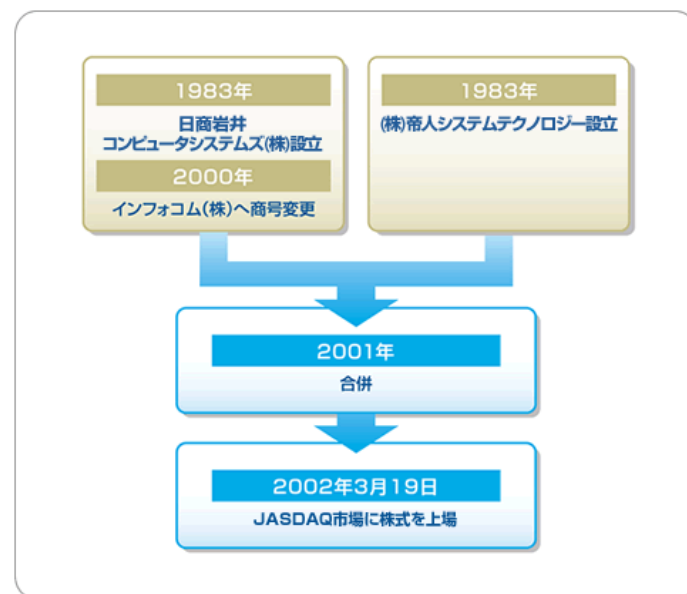 1983年
日商岩井
コンピュータシステムズ(株)設立
2000年
インフォコム(株)へ商号変更
1983年
(株)帝人システムテクノロジー設立
2001年
合併
2002年3月19日
JASDAQ市場に株式を上場